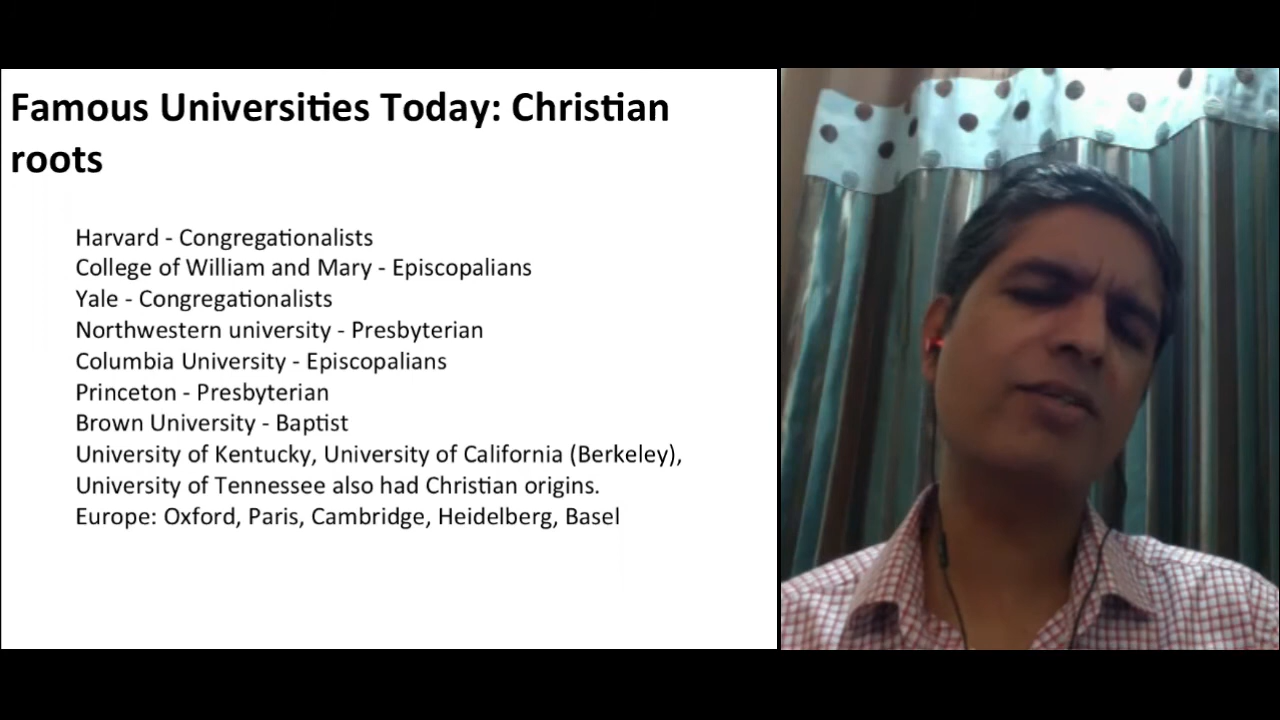 Famous Universities Today: Christian
roots
Harvard - Congregationalists
College of William and Mary - Episcopalians
Yale - Congregationalists
Northwestern university - Presbyterian
Columbia University - Episcopalians
Princeton - Presbyterian
Brown University - Baptist
University of Kentucky, University of California (Berkeley),
University of Tennessee also had Christian origins.
Europe: Oxford, Paris, Cambridge, Heidelberg, Basel